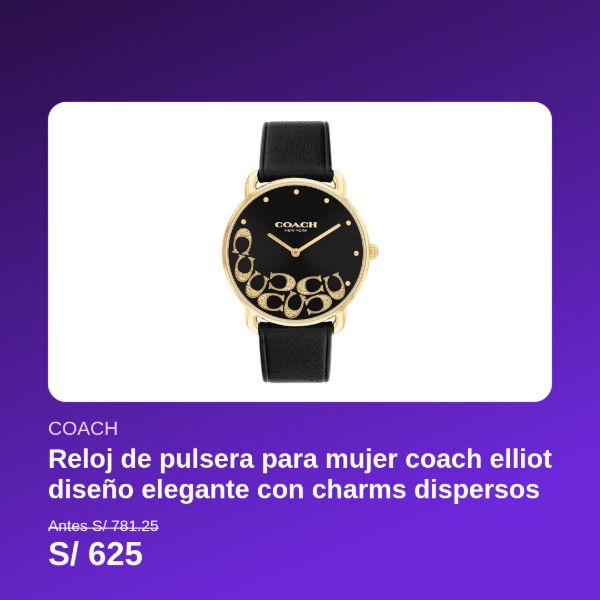 COACH
NEW YORK
COACH
Reloj de pulsera para mujer coach elliot
diseño elegante con charms dispersos
Antes S/ 781.25
S/ 625